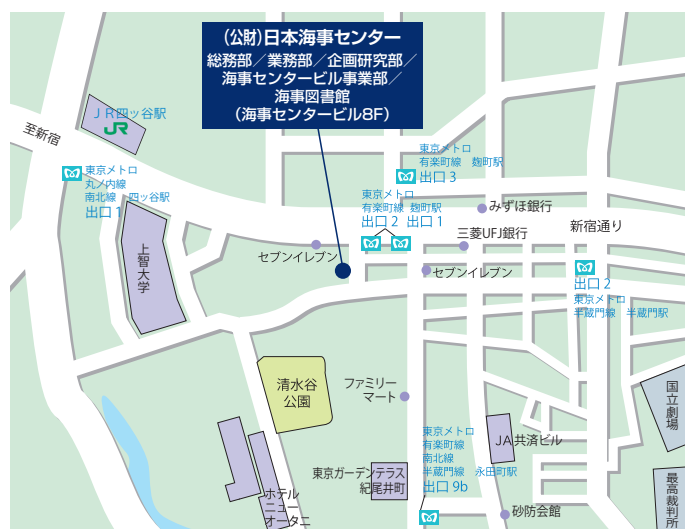 (公財)日本海事センター
総務部／業務部／企画研究部／
海事センタービル事業部／
海事図書館
（海事センタービル8F）
ＪＲ四ッ谷駅
JR
至新宿
東京メトロ
丸ノ内線
南北線　四ッ谷駅
出口 1
上智大学
東京メトロ
有楽町線　麹町駅
出口 3
東京メトロ
有楽町線 麹町駅
出口 2　出口 1
みずほ銀行
新宿通り
三菱UFJ銀行
セブンイレブン
セブンイレブン
出口 2
東京メトロ
半蔵門線　半蔵門駅
清水谷
公園
ファミリー
マート
国立劇場
東京メトロ
有楽町線
南北線
半蔵門線　永田町駅
出口 9b
JA共済ビル
東京ガーデンテラス
紀尾井町
最高裁判所
ホテル
ニュー
オータニ
砂防会館